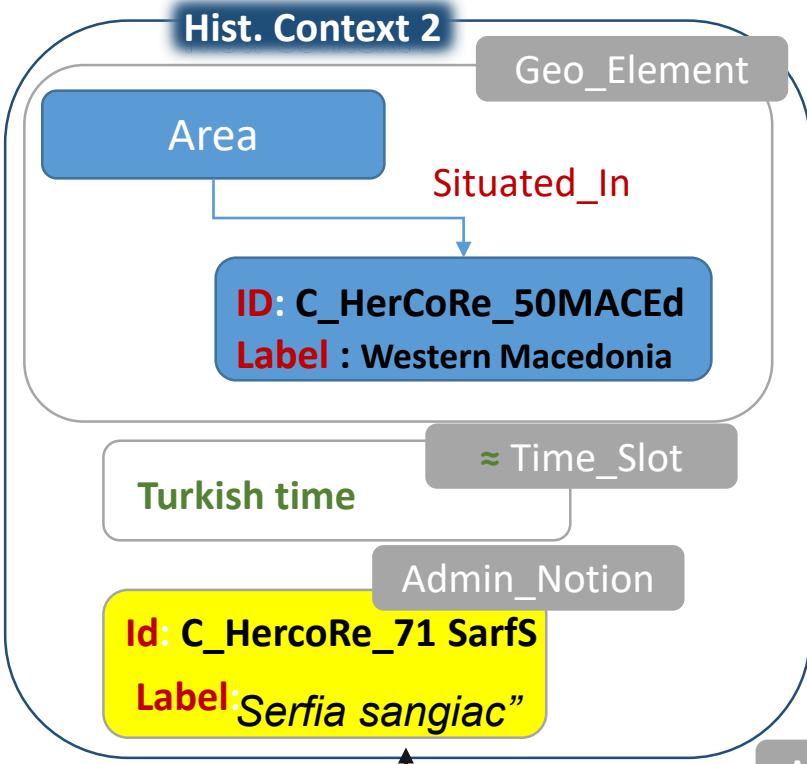 Hist. Context 2
Geo_Element
Area
Situated_In
ID: C_HerCoRe_50MACEd
Label : Western Macedonia
≈ Time_Slot
Turkish time
Admin_Notion
Id: C_HercoRe_71 SarfS
Label:Serfia sangiac”